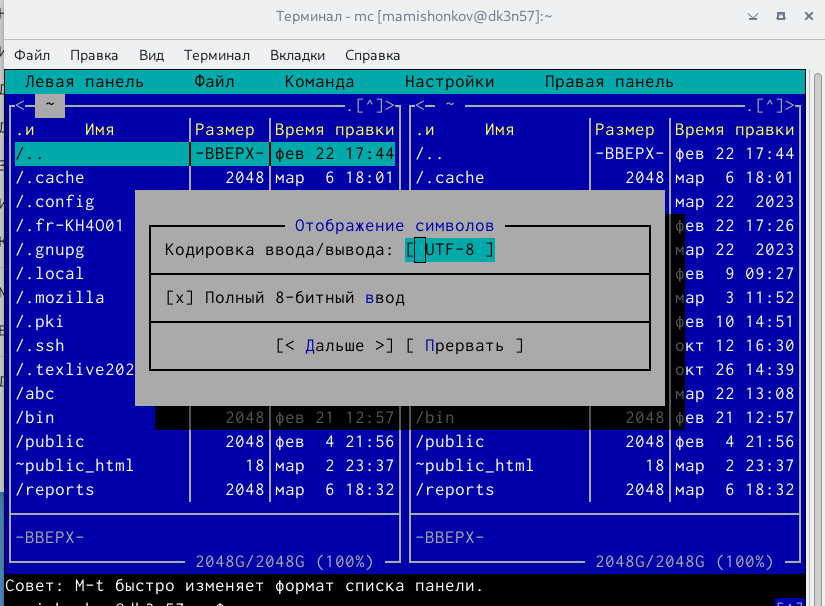 Терминал - mc [mamishonkov@dk3n57]:~
Файл Правка Вид Терминал Вкладки Справка
Левая панель Файл Команда Настройки Правая панель
<— ~ .[^]> <— ~ .[^]>
.и Имя Размер Время правки .и Имя Размер Время правки
/.. -ВВЕРХ- фев 22 17:44 /.. -ВВЕРХ- фев 22 17:44
/.cache 2048 мар 6 18:01 /.cache 2048 мар 6 18:01
/.config мар 22 2023
/.fr-KH4O01 Отображение символов фев 22 17:26
/.gnupg Кодировка ввода/вывода: [ UTF-8 ] мар 22 2023
/.local фев 9 09:27
/.mozilla [x] Полный 8-битный ввод мар 3 11:52
/.pki фев 10 14:51
/.ssh [< Дальше >] [ Прервать ] окт 12 16:30
/.texlive202 окт 26 14:39
/abc мар 22 13:08
/bin 2048 фев 21 12:57 /bin 2048 фев 21 12:57
/public 2048 фев 4 21:56 /public 2048 фев 4 21:56
~public_html 18 мар 2 23:37 ~public_html 18 мар 2 23:37
/reports 2048 мар 6 18:32 /reports 2048 мар 6 18:32
-ВВЕРХ- -ВВЕРХ-
2048G/2048G (100%) 2048G/2048G (100%)
Совет: M-t быстро изменяет формат списка панели.